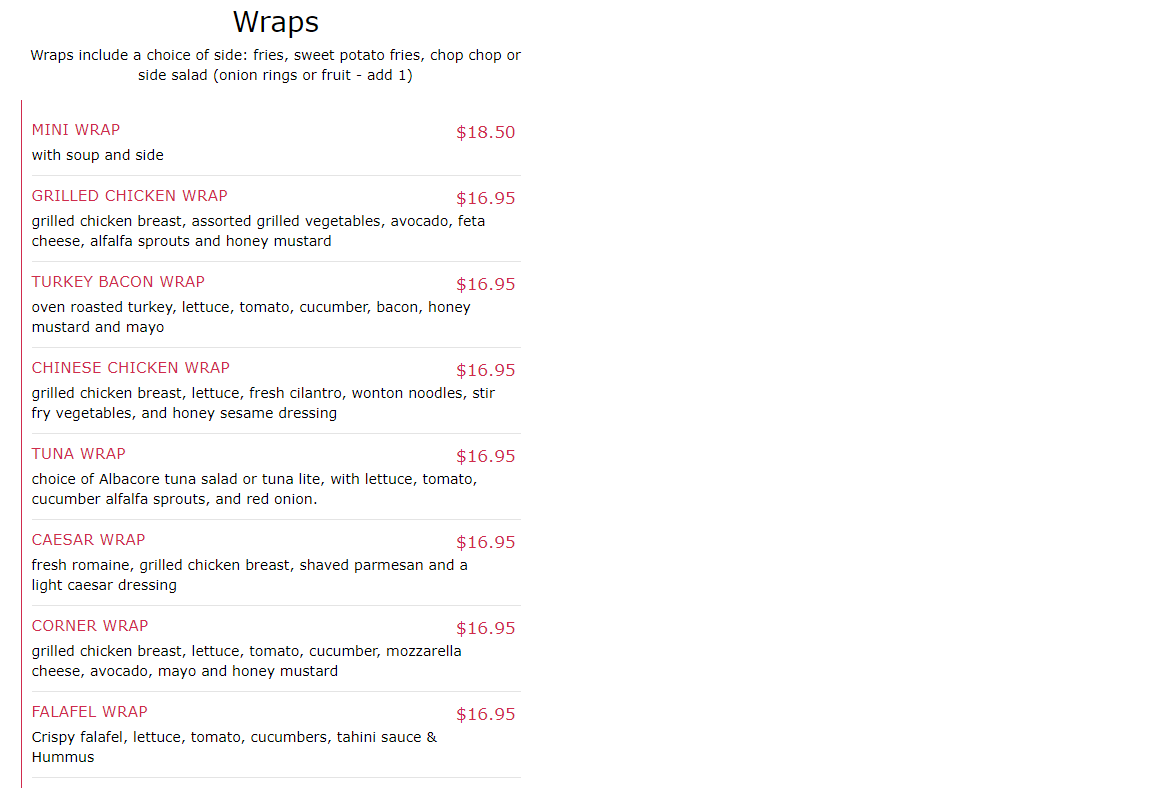 Wraps
Wraps include a choice of side: fries, sweet potato fries, chop chop or
side salad (onion rings or fruit - add 1)
MINI WRAP $18.50
with soup and side
GRILLED CHICKEN WRAP $16.95
grilled chicken breast, assorted grilled vegetables, avocado, feta
cheese, alfalfa sprouts and honey mustard
TURKEY BACON WRAP $16.95
oven roasted turkey, lettuce, tomato, cucumber, bacon, honey
mustard and mayo
CHINESE CHICKEN WRAP $16.95
grilled chicken breast, lettuce, fresh cilantro, wonton noodles, stir
fry vegetables, and honey sesame dressing
TUNA WRAP $16.95
choice of Albacore tuna salad or tuna lite, with lettuce, tomato,
cucumber alfalfa sprouts, and red onion.
CAESAR WRAP $16.95
fresh romaine, grilled chicken breast, shaved parmesan and a
light caesar dressing
CORNER WRAP $16.95
grilled chicken breast, lettuce, tomato, cucumber, mozzarella
cheese, avocado, mayo and honey mustard
FALAFEL WRAP $16.95
Crispy falafel, lettuce, tomato, cucumbers, tahini sauce &
Hummus